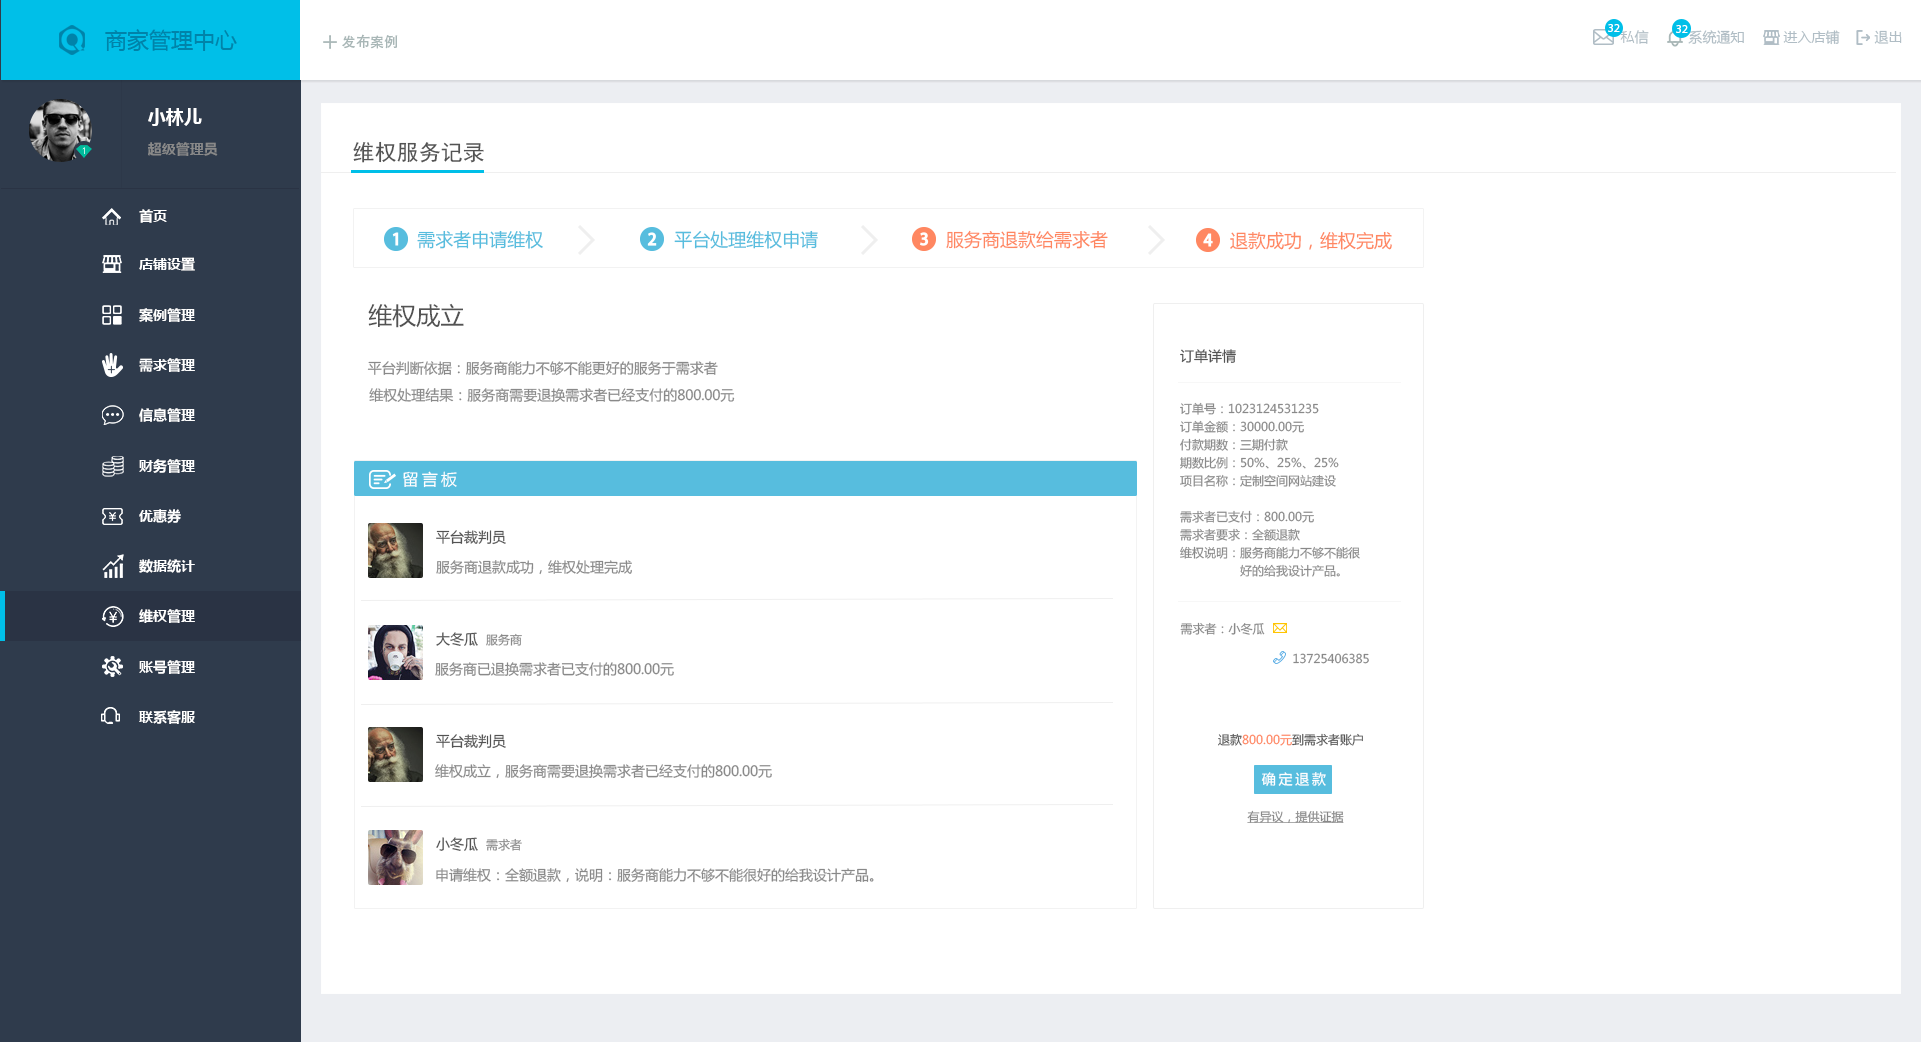 商家管理中心
发布案例
32
私信
32
系统通知
进入店铺
退出
小林儿
超级管理员
1
首页
店铺设置
案例管理
需求管理
信息管理
财务管理
优惠券
数据统计
维权管理
账号管理
联系客服
维权服务记录
1 需求者申请维权
2 平台处理维权申请
3 服务商退款给需求者
4 退款成功，维权完成
维权成立
平台判断依据：服务商能力不够不能更好的服务于需求者
维权处理结果：服务商需要退换需求者已经支付的800.00元
留言板
平台裁判员
服务商退款成功，维权处理完成
大冬瓜 服务商
服务商已退换需求者已支付的800.00元
平台裁判员
维权成立，服务商需要退换需求者已经支付的800.00元
小冬瓜 需求者
申请维权：全额退款，说明：服务商能力不够不能很好的给我设计产品。
订单详情
订单号：1023124531235
订单金额：30000.00元
付款期数：三期付款
期数比例：50%、25%、25%
项目名称：定制空间网站建设
需求者已支付：800.00元
需求者要求：全额退款
维权说明：服务商能力不够不能很
好的给我设计产品。
需求者：小冬瓜
13725406385
退款800.00元到需求者账户
确定退款
有异议，提供证据